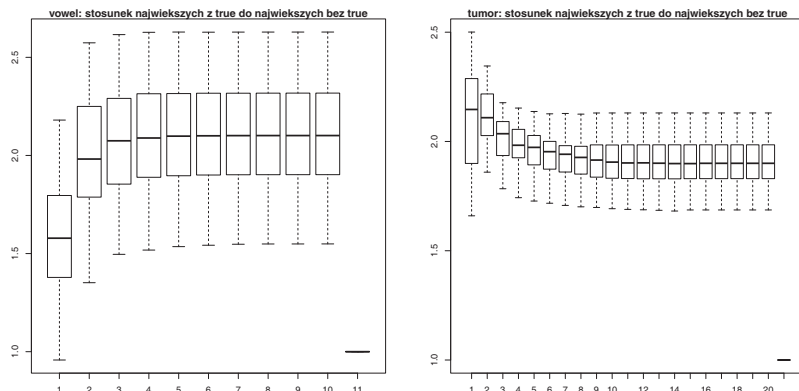 vowel: stosunek najwiekszych z true do najwiekszych bez true
2.5
2.0
1.5
1.0
1 2 3 4 5 6 7 8 9 10 11
tumor: stosunek najwiekszych z true do najwiekszych bez true
2.5
2.0
1.5
1.0
1 2 3 4 5 6 7 8 9 10 12 14 16 18 20